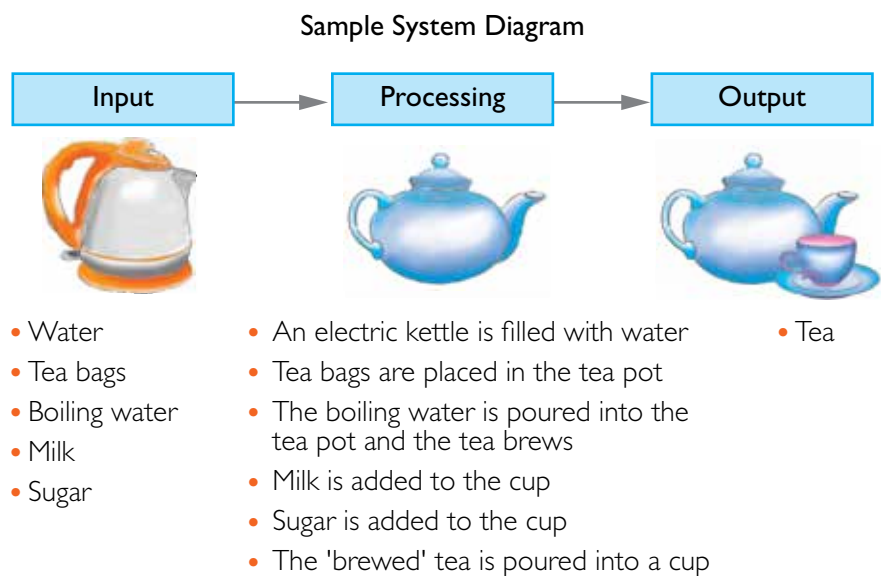 Sample System Diagram
Input
Processing
Output
• Water
• Tea bags
• Boiling water
• Milk
• Sugar
• An electric kettle is filled with water
• Tea bags are placed in the tea pot
• The boiling water is poured into the
tea pot and the tea brews
• Milk is added to the cup
• Sugar is added to the cup
• The 'brewed' tea is poured into a cup
• Tea